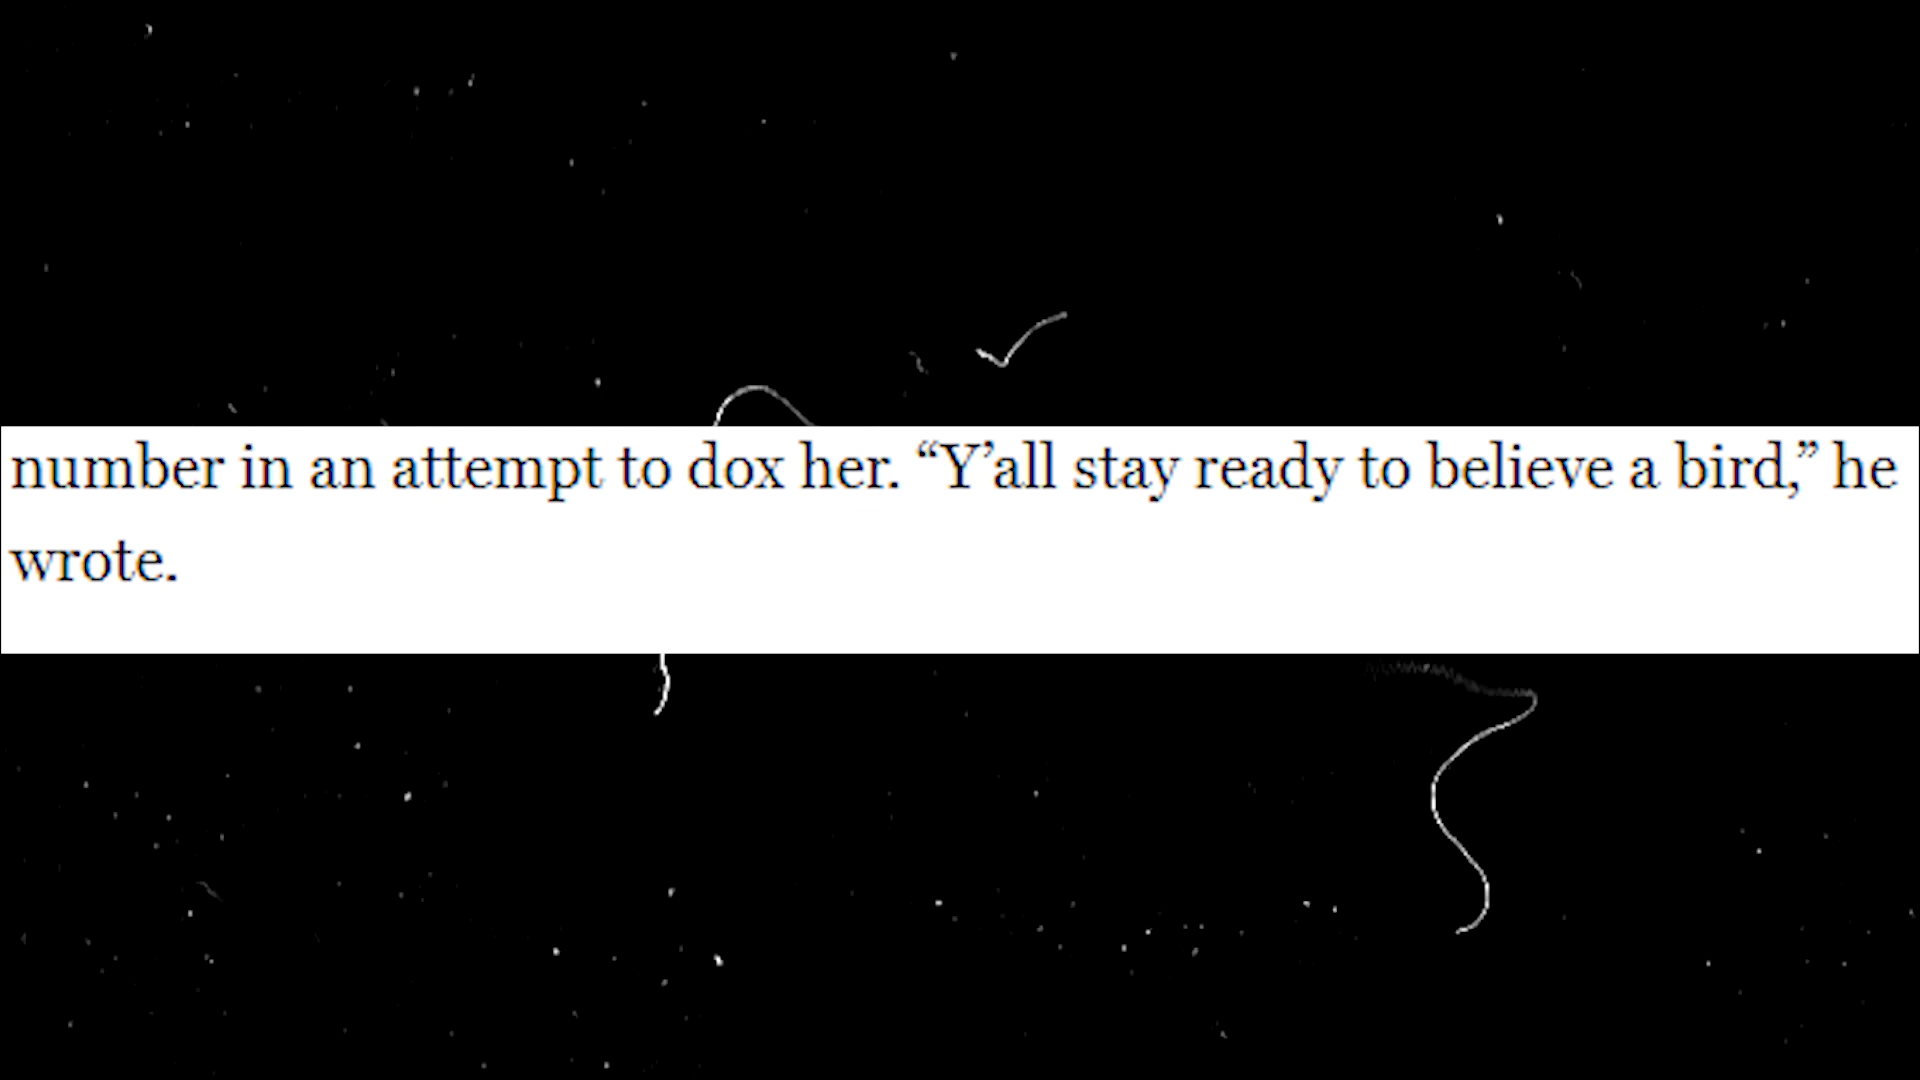 number in an attempt to dox her. “Y’all stay ready to believe a bird,” he
wrote.